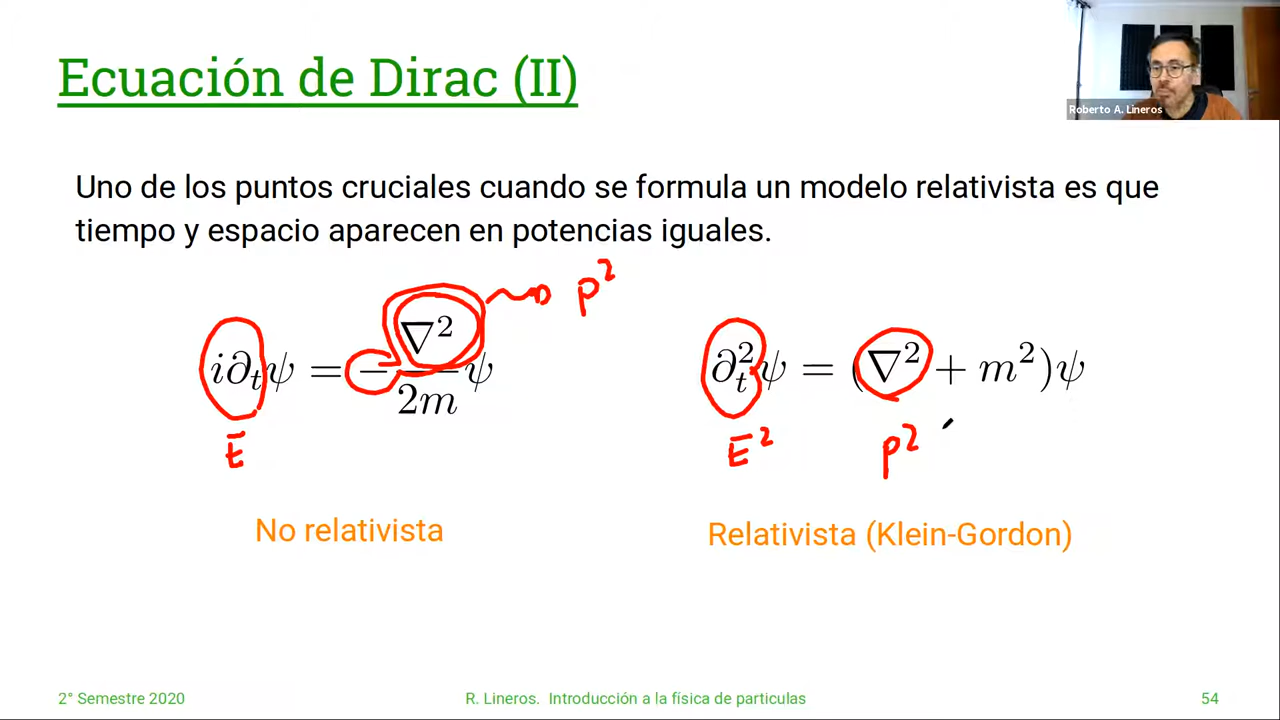 Ecuación de Dirac (II)
Roberto A. Lineros
Uno de los puntos cruciales cuando se formula un modelo relativista es que
tiempo y espacio aparecen en potencias iguales.
p²
i∂ₜψ = −∇²/2m ψ
∂ₜ²ψ = (∇² + m²)ψ
E
E²
p²
No relativista
Relativista (Klein-Gordon)
2° Semestre 2020
R. Lineros. Introducción a la física de particulas
54